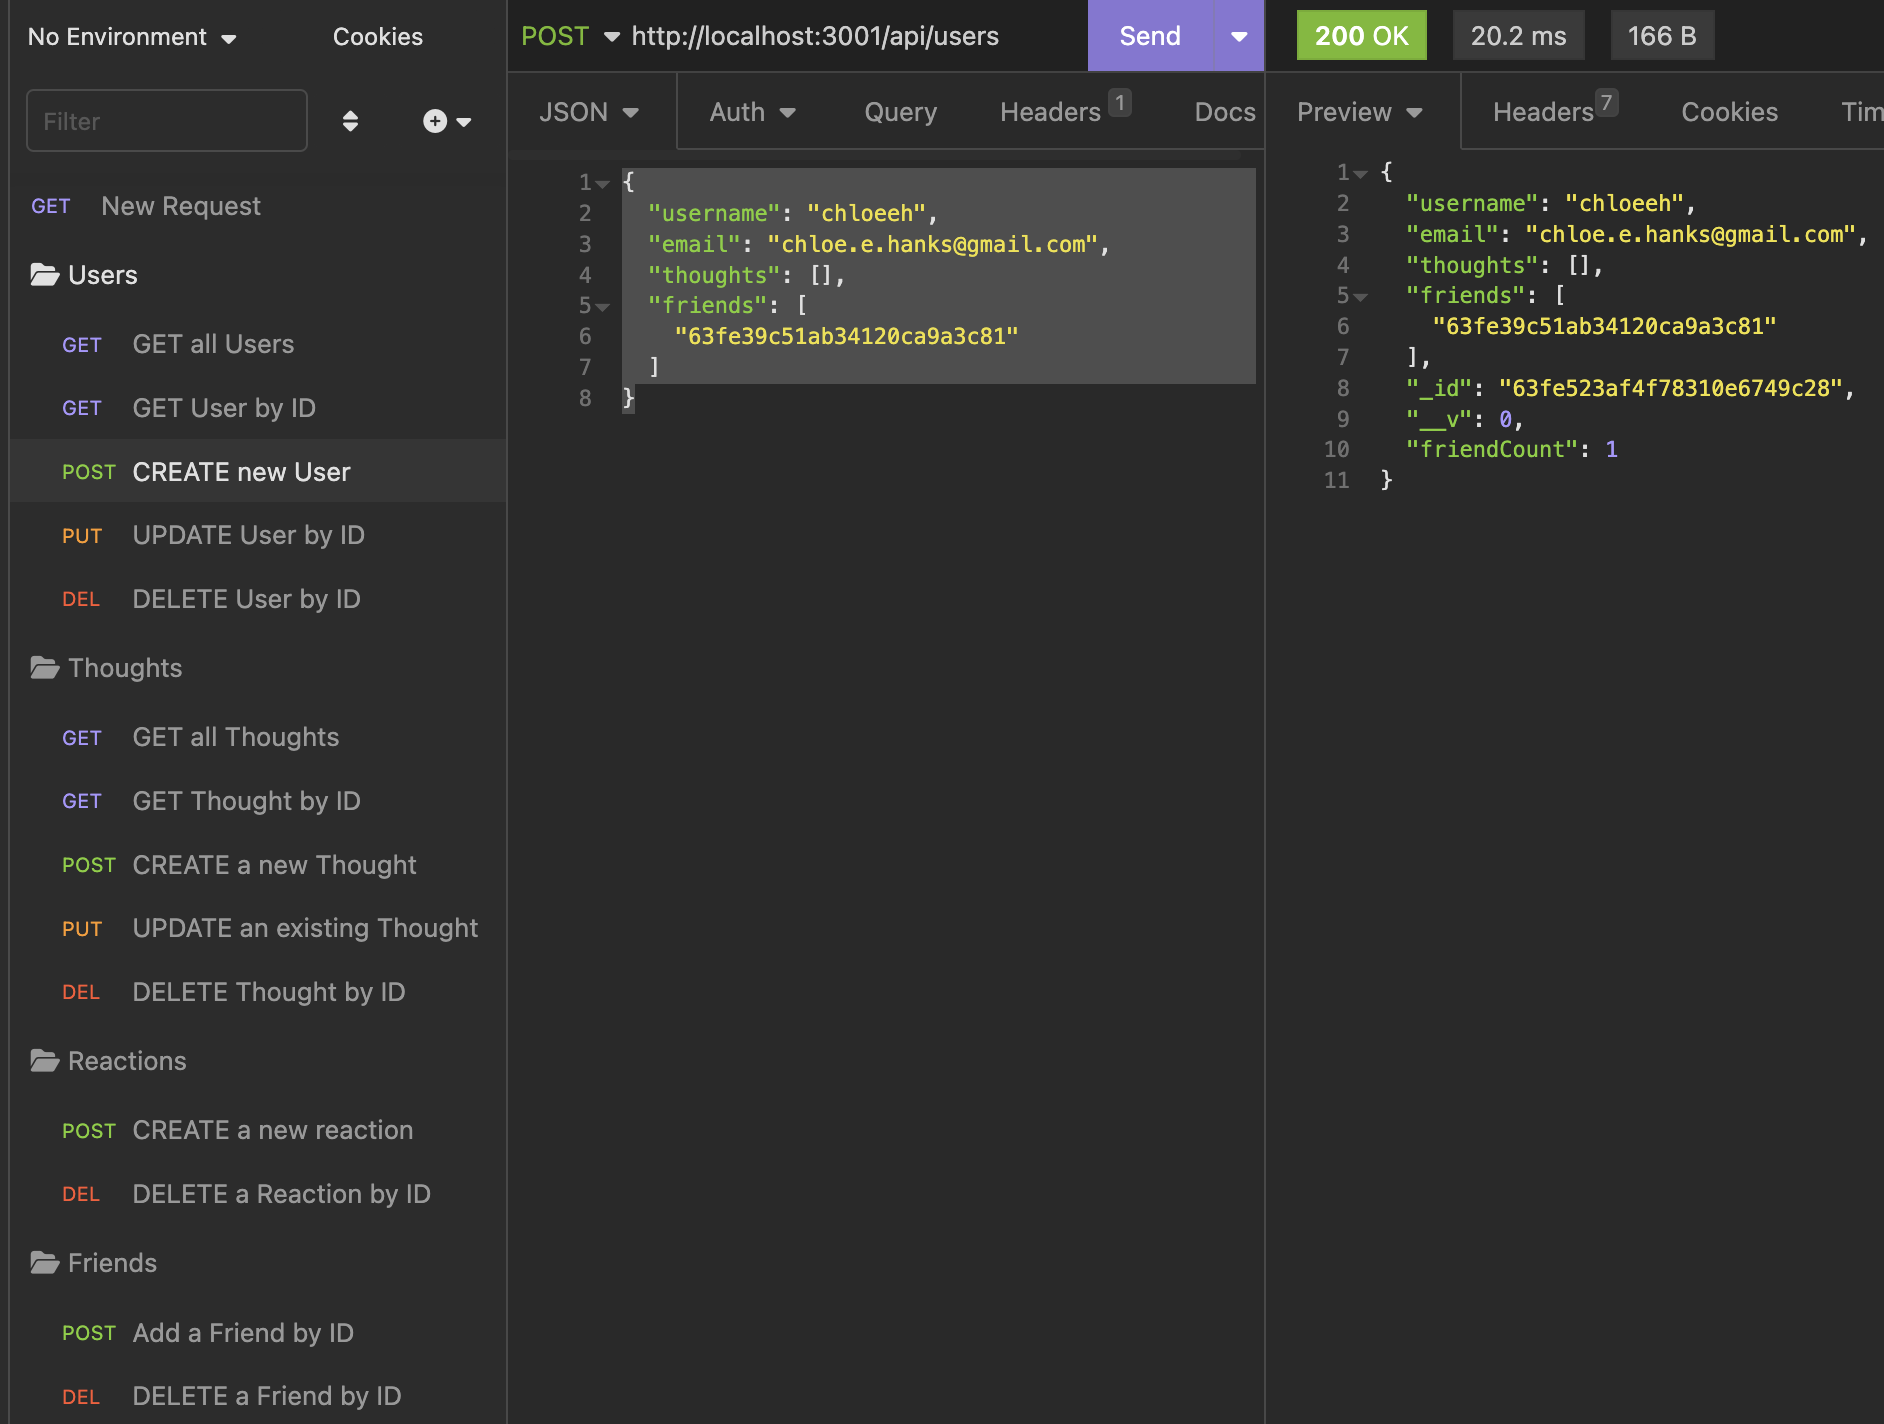 No Environment
Cookies
Filter
GET New Request
Users
GET GET all Users
GET GET User by ID
POST CREATE new User
PUT UPDATE User by ID
DEL DELETE User by ID
Thoughts
GET GET all Thoughts
GET GET Thought by ID
POST CREATE a new Thought
PUT UPDATE an existing Thought
DEL DELETE Thought by ID
Reactions
POST CREATE a new reaction
DEL DELETE a Reaction by ID
Friends
POST Add a Friend by ID
DEL DELETE a Friend by ID
POST http://localhost:3001/api/users Send
JSON Auth Query Headers 1 Docs
1 {
2 "username": "chloeeh",
3 "email": "chloe.e.hanks@gmail.com",
4 "thoughts": [],
5 "friends": [
6 "63fe39c51ab34120ca9a3c81"
7 ]
8 }
200 OK 20.2 ms 166 B
Preview Headers 7 Cookies Tim
1 {
2 "username": "chloeeh",
3 "email": "chloe.e.hanks@gmail.com",
4 "thoughts": [],
5 "friends": [
6 "63fe39c51ab34120ca9a3c81"
7 ],
8 "_id": "63fe523af4f78310e6749c28",
9 "__v": 0,
10 "friendCount": 1
11 }